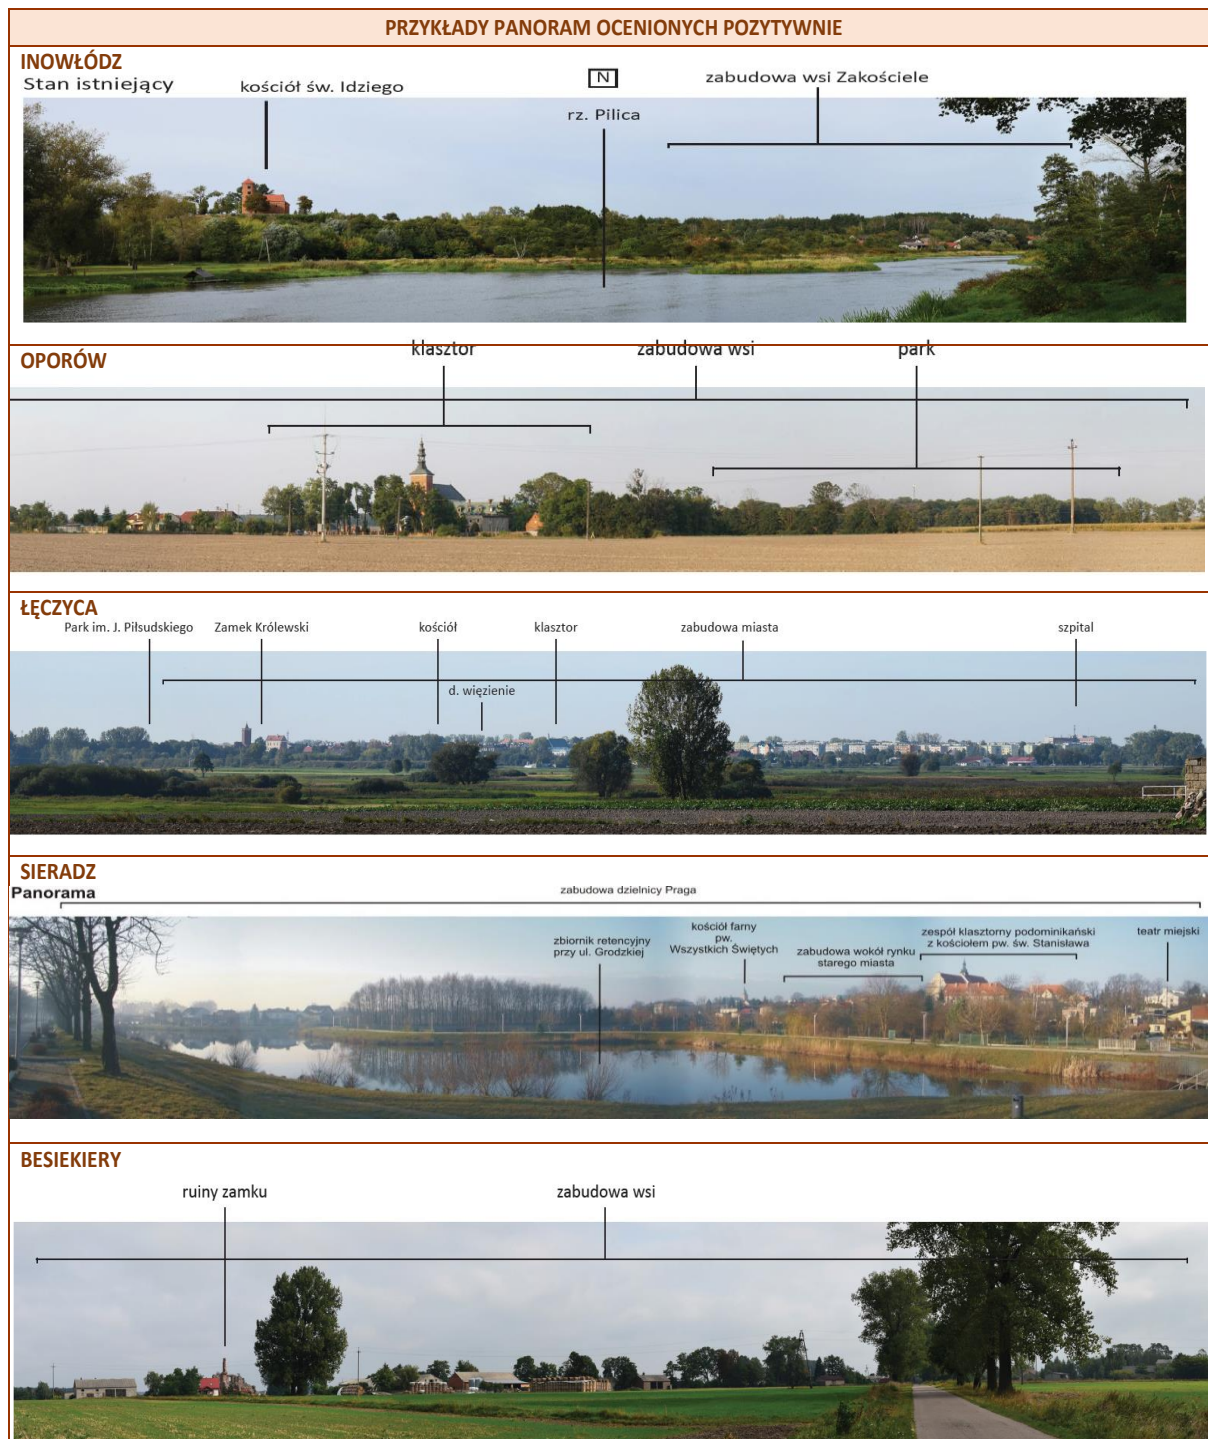 PRZYKŁADY PANORAM OCENIONYCH POZYTYWNIE
INOWŁÓDZ
Stan istniejący
kościół św. Idziego
N
zabudowa wsi Zakościele
rz. Pilica
OPORÓW
klasztor
zabudowa wsi
park
ŁĘCZYCA
Park im. J. Piłsudskiego
Zamek Królewski
kościół
klasztor
zabudowa miasta
szpital
d. więzienie
SIERADZ
Panorama
zabudowa dzielnicy Praga
zbiornik retencyjny
przy ul. Grodzkiej
kościół farny
pw.
Wszystkich Świętych
zabudowa wokół rynku
starego miasta
zespół klasztorny podominikański
z kościołem pw. św. Stanisława
teatr miejski
BESIEKIERY
ruiny zamku
zabudowa wsi